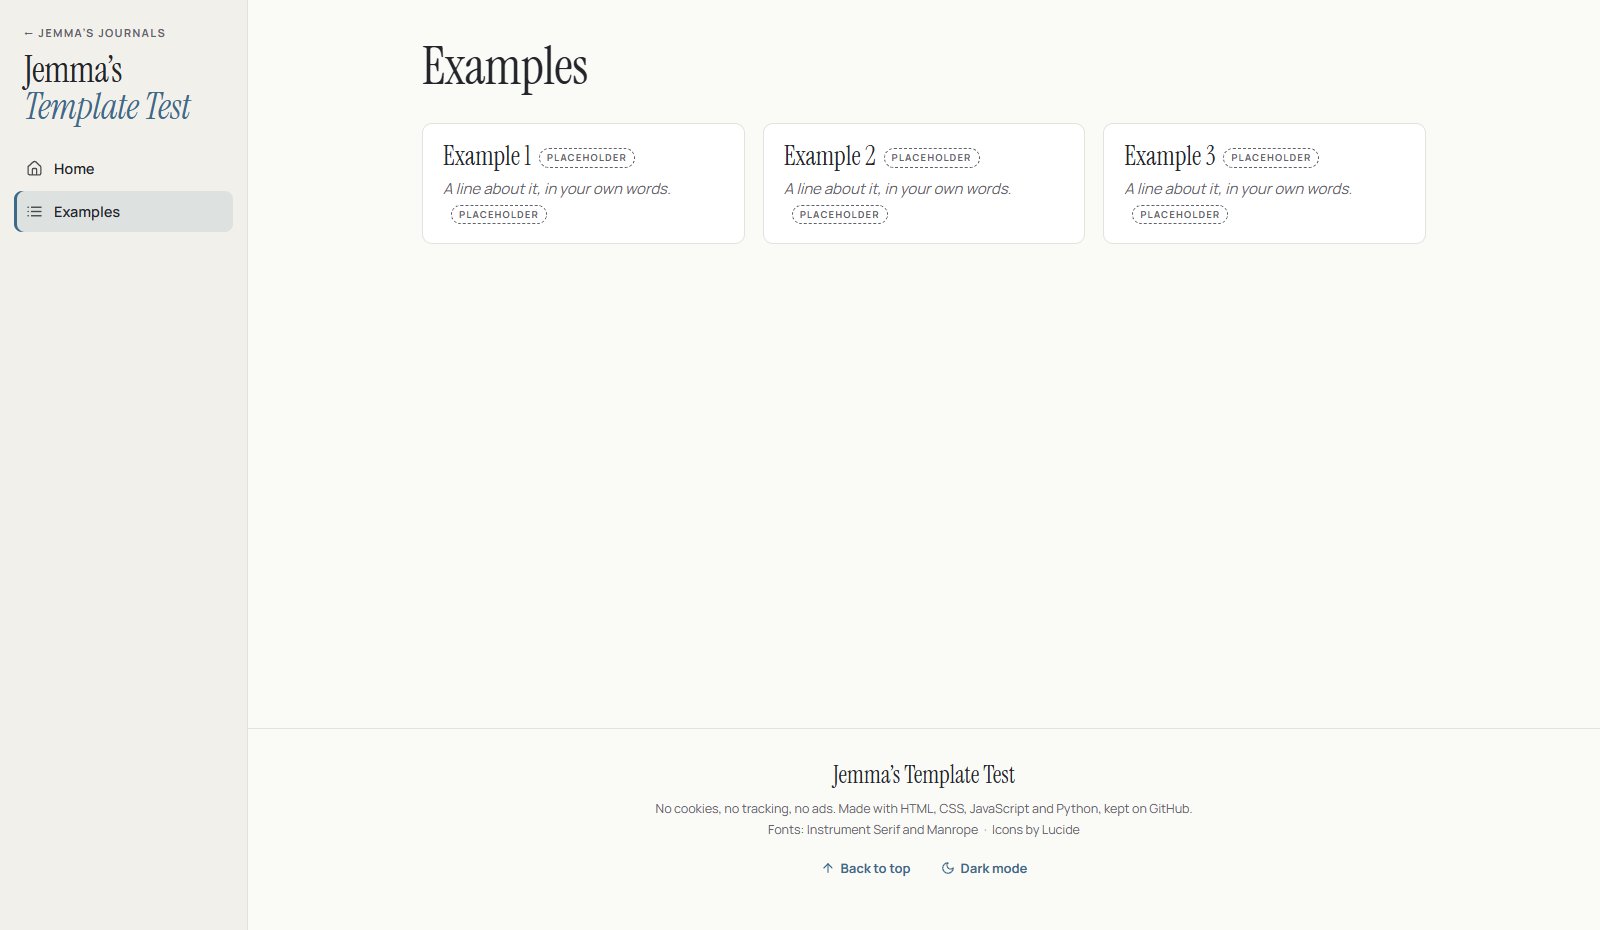 ← JEMMA’S JOURNALS
Jemma’s
Template Test
Home
Examples
Examples
Example 1 PLACEHOLDER
A line about it, in your own words.
PLACEHOLDER
Example 2 PLACEHOLDER
A line about it, in your own words.
PLACEHOLDER
Example 3 PLACEHOLDER
A line about it, in your own words.
PLACEHOLDER
Jemma’s Template Test
No cookies, no tracking, no ads. Made with HTML, CSS, JavaScript and Python, kept on GitHub.
Fonts: Instrument Serif and Manrope · Icons by Lucide
Back to top
Dark mode